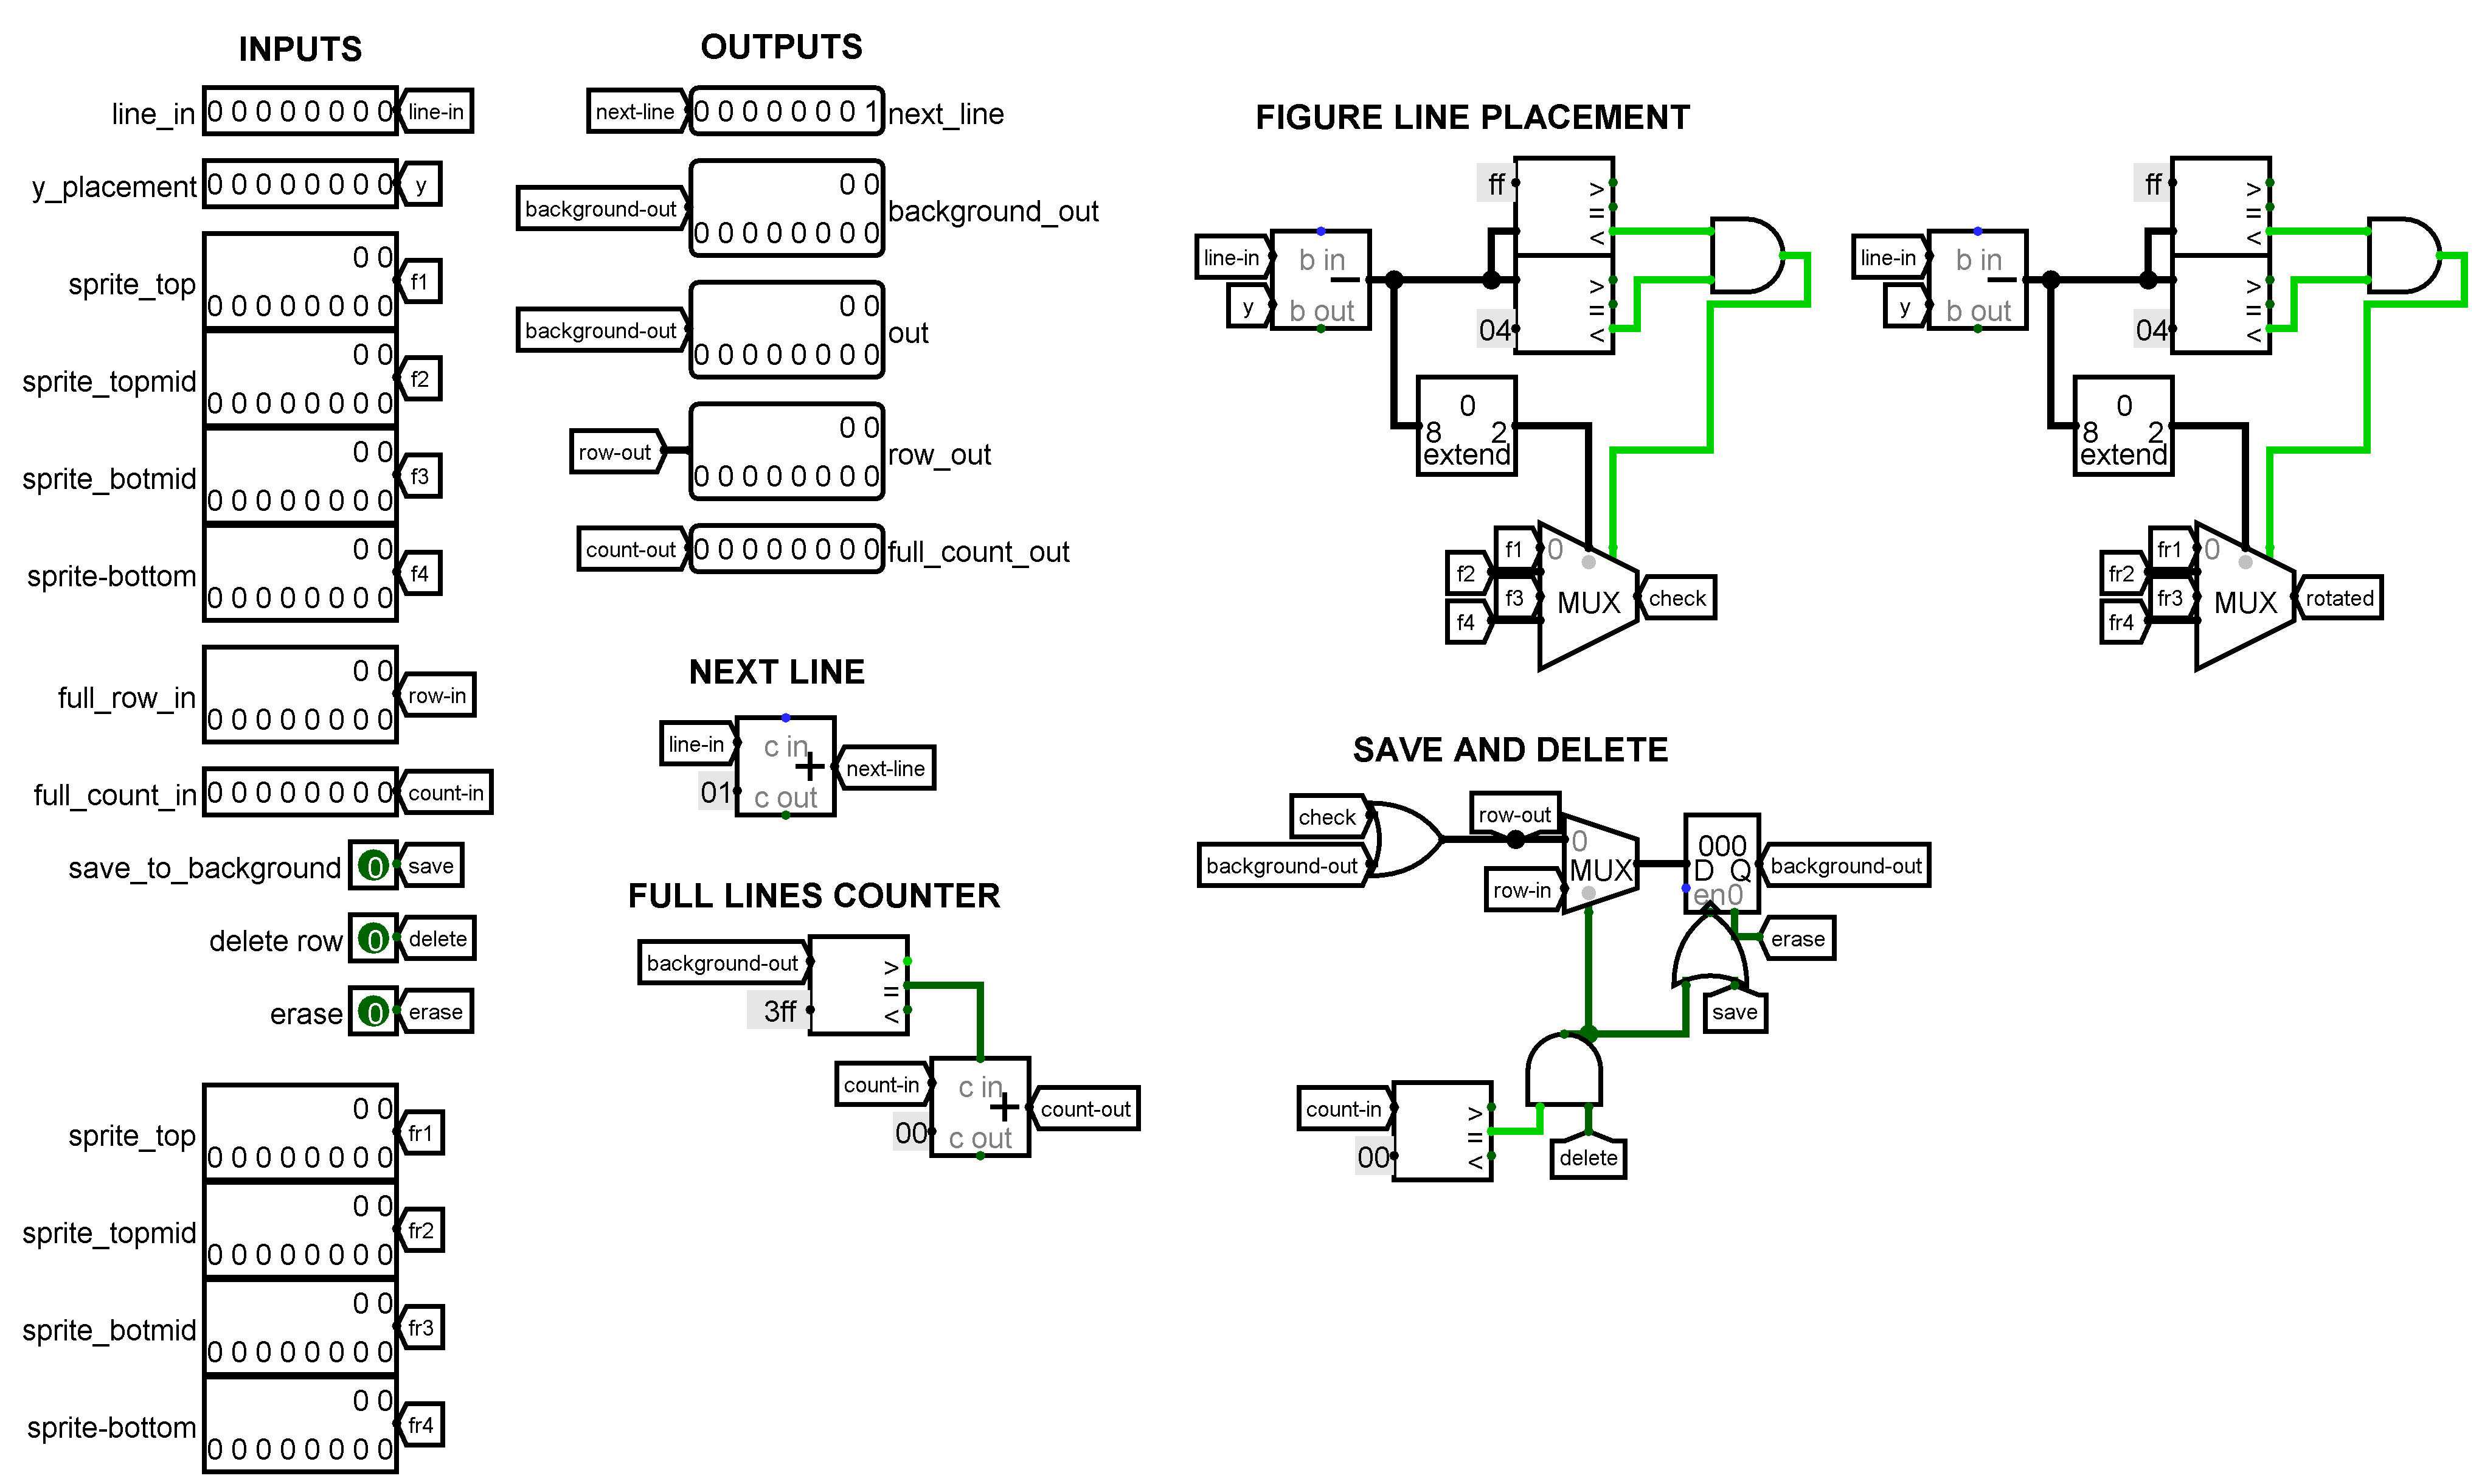 INPUTS
line_in 0 0 0 0 0 0 0 0 line-in
y_placement 0 0 0 0 0 0 0 0 y
0 0
sprite_top f1
0 0 0 0 0 0 0 0
0 0
sprite_topmid f2
0 0 0 0 0 0 0 0
0 0
sprite_botmid f3
0 0 0 0 0 0 0 0
0 0
sprite-bottom f4
0 0 0 0 0 0 0 0
0 0
full_row_in row-in
0 0 0 0 0 0 0 0
full_count_in 0 0 0 0 0 0 0 0 count-in
save_to_background 0 save
delete row 0 delete
erase 0 erase
0 0
sprite_top fr1
0 0 0 0 0 0 0 0
0 0
sprite_topmid fr2
0 0 0 0 0 0 0 0
0 0
sprite_botmid fr3
0 0 0 0 0 0 0 0
0 0
sprite-bottom fr4
0 0 0 0 0 0 0 0
OUTPUTS
next-line 0 0 0 0 0 0 0 1 next_line
0 0
background-out background_out
0 0 0 0 0 0 0 0
0 0
background-out out
0 0 0 0 0 0 0 0
0 0
row-out row_out
0 0 0 0 0 0 0 0
count-out 0 0 0 0 0 0 0 0 full_count_out
NEXT LINE
line-in c in
+ next-line
01 c out
FULL LINES COUNTER
background-out >
=
3ff <
count-in c in
+ count-out
00 c out
FIGURE LINE PLACEMENT
ff >
=
line-in b in <
y b out >
=
04 <
0
8 2
extend
f1 0
f2
f3 MUX check
f4
ff >
=
line-in b in <
y b out >
=
04 <
0
8 2
extend
fr1 0
fr2
fr3 MUX rotated
fr4
SAVE AND DELETE
check row-out 0 000
background-out MUX D Q background-out
row-in en 0
erase
save
count-in >
=
00 <
delete